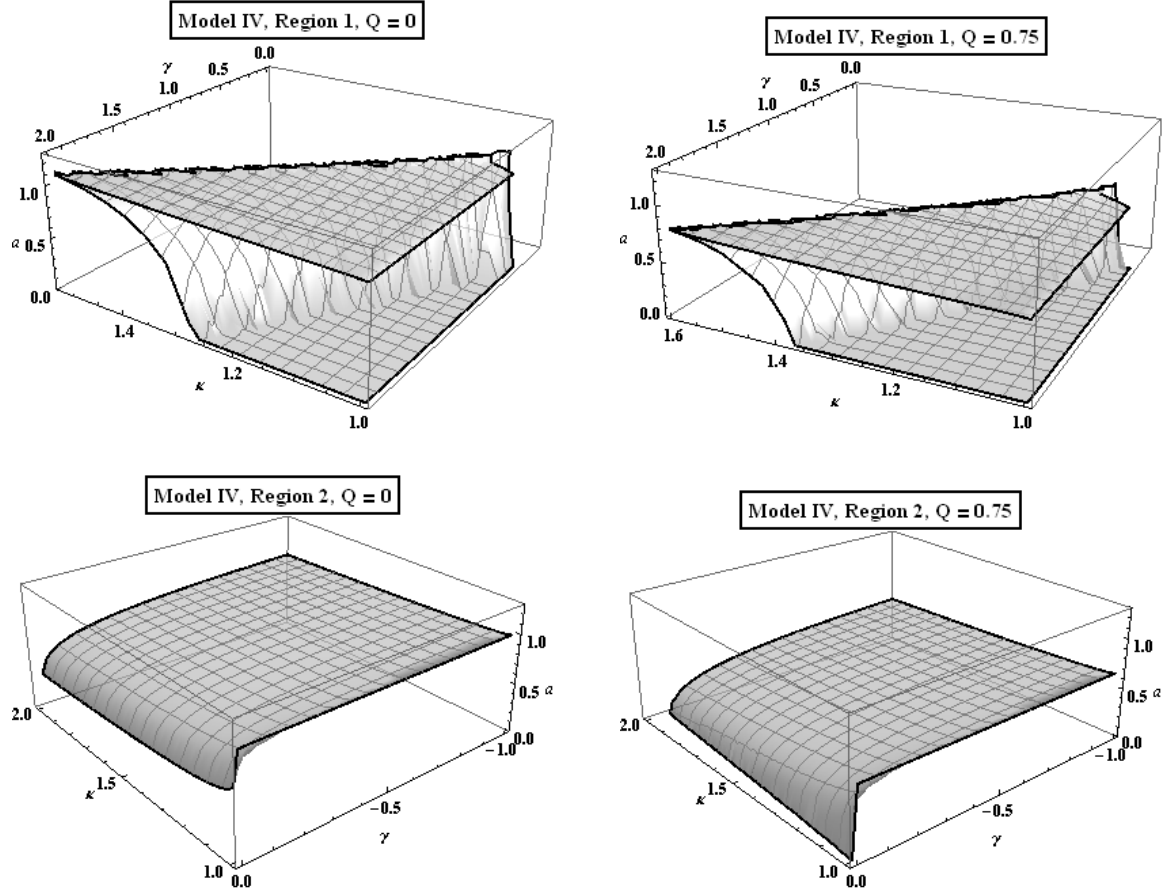 Model IV, Region 1, Q = 0
γ
0.0
0.5
1.0
1.5
2.0
1.0
a
0.5
0.0
1.4
1.2
κ
1.0
Model IV, Region 1, Q = 0.75
γ
0.0
0.5
1.0
1.5
2.0
1.0
a
0.5
0.0
1.6
1.4
1.2
κ
1.0
Model IV, Region 2, Q = 0
1.0
0.5 a
0.0
2.0
−1.0
κ 1.5
−0.5
γ
1.0
0.0
Model IV, Region 2, Q = 0.75
1.0
0.5 a
0.0
2.0
−1.0
κ 1.5
−0.5
γ
1.0
0.0